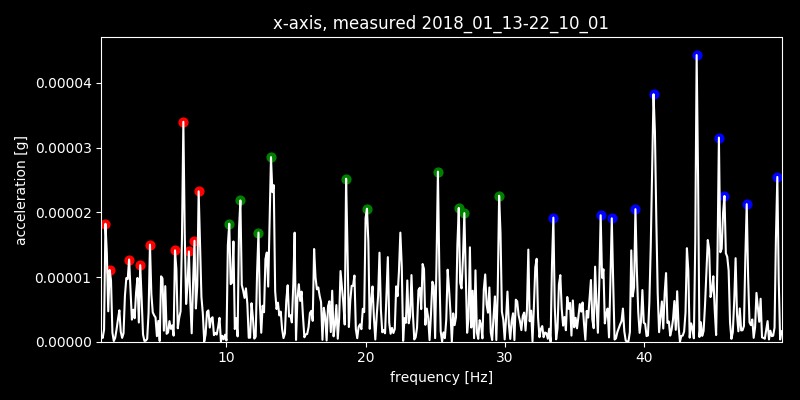 x-axis, measured 2018_01_13-22_10_01
acceleration [g]
0.00004
0.00003
0.00002
0.00001
0.00000
10 20 30 40
frequency [Hz]